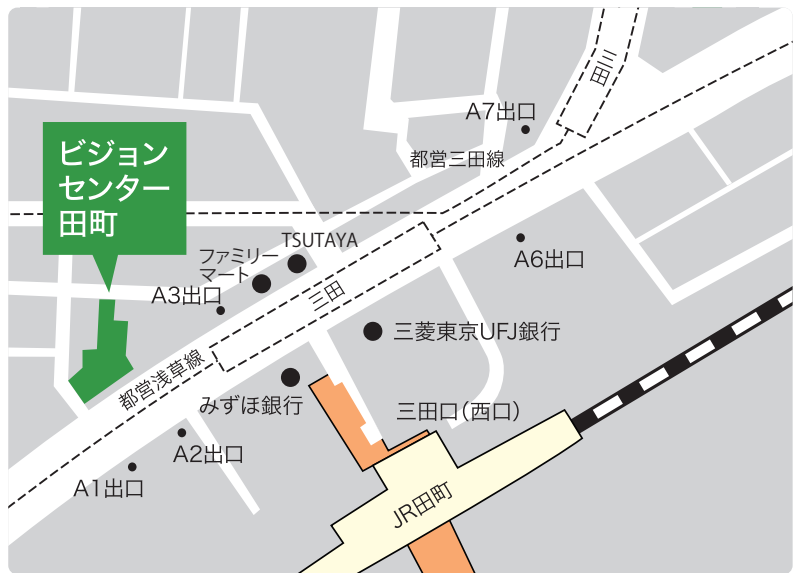 三田
A7出口
都営三田線
ビジョン
センター
田町
TSUTAYA
ファミリー
マート
A6出口
A3出口
三田
三菱東京UFJ銀行
都営浅草線
みずほ銀行
三田口（西口）
A2出口
A1出口
JR田町